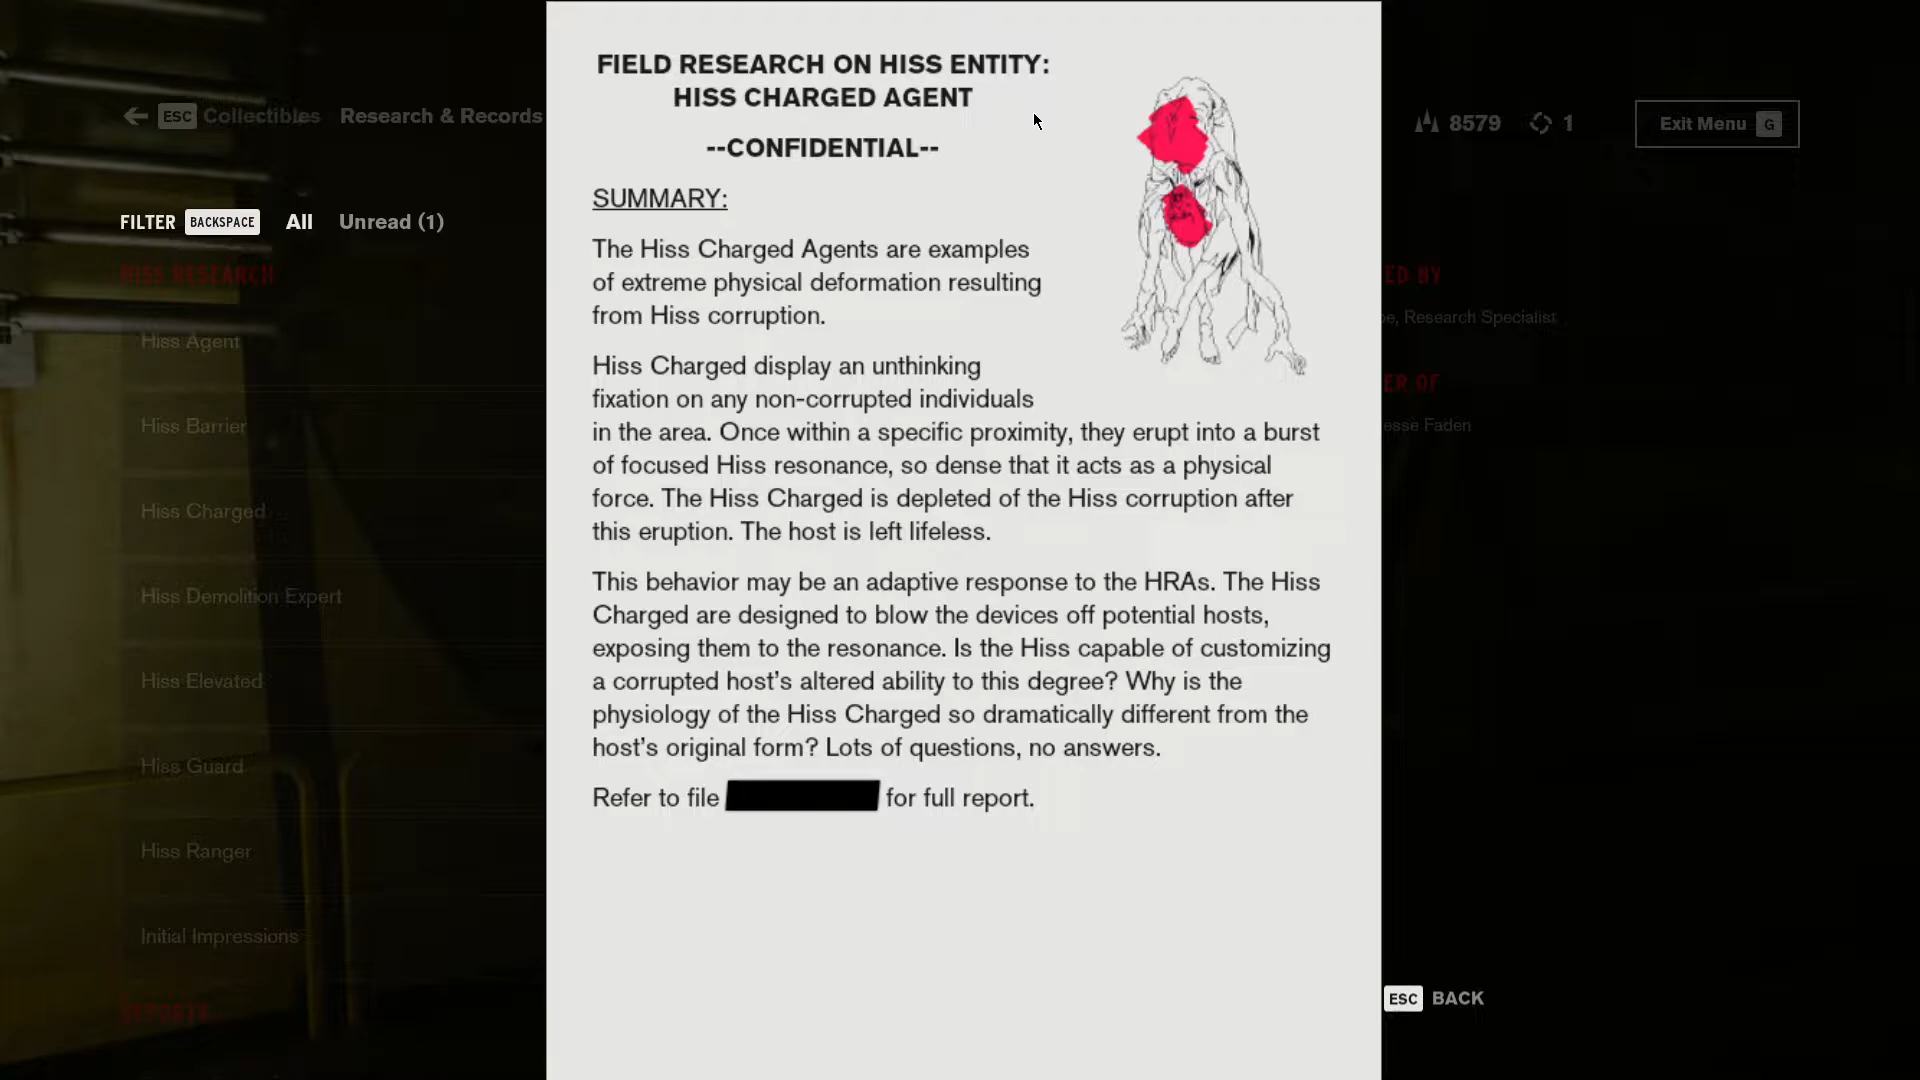 FIELD RESEARCH ON HISS ENTITY:
HISS CHARGED AGENT
--CONFIDENTIAL--
SUMMARY:
The Hiss Charged Agents are examples
of extreme physical deformation resulting
from Hiss corruption.
Hiss Charged display an unthinking
fixation on any non-corrupted individuals
in the area. Once within a specific proximity, they erupt into a burst
of focused Hiss resonance, so dense that it acts as a physical
force. The Hiss Charged is depleted of the Hiss corruption after
this eruption. The host is left lifeless.
This behavior may be an adaptive response to the HRAs. The Hiss
Charged are designed to blow the devices off potential hosts,
exposing them to the resonance. Is the Hiss capable of customizing
a corrupted host's altered ability to this degree? Why is the
physiology of the Hiss Charged so dramatically different from the
host's original form? Lots of questions, no answers.
Refer to file for full report.
ESC Collectibles Research & Records
8579 1
Exit Menu G
FILTER BACKSPACE All Unread (1)
HISS RESEARCH
Hiss Agent
Hiss Barrier
Hiss Charged
Hiss Demolition Expert
Hiss Elevated
Hiss Guard
Hiss Ranger
Initial Impressions
REPORTS
ED BY
Research Specialist
ER OF
Faden
ESC BACK